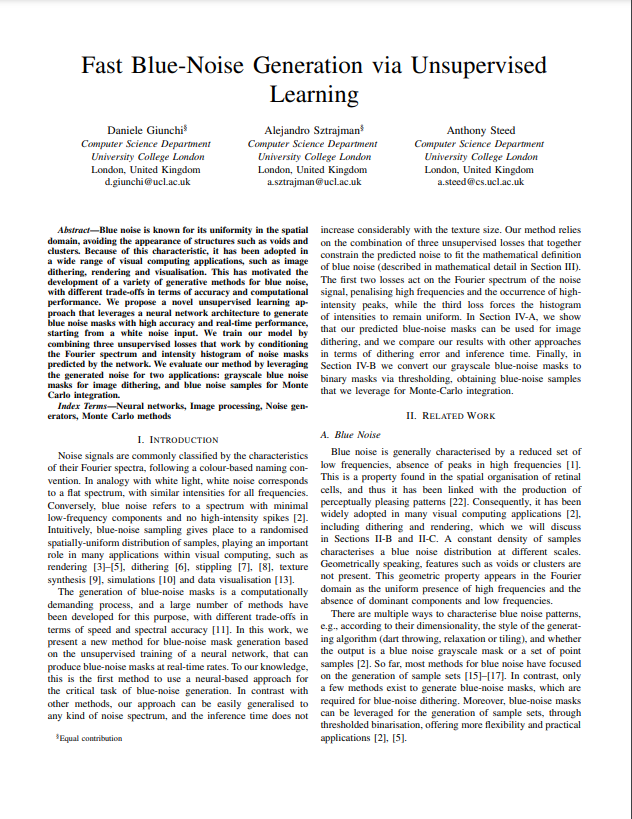 Fast Blue-Noise Generation via Unsupervised
Learning
Daniele Giunchi§
Computer Science Department
University College London
London, United Kingdom
d.giunchi@ucl.ac.uk
Alejandro Sztrajman§
Computer Science Department
University College London
London, United Kingdom
a.sztrajman@ucl.ac.uk
Anthony Steed
Computer Science Department
University College London
London, United Kingdom
a.steed@cs.ucl.ac.uk
Abstract—Blue noise is known for its uniformity in the spatial
domain, avoiding the appearance of structures such as voids and
clusters. Because of this characteristic, it has been adopted in
a wide range of visual computing applications, such as image
dithering, rendering and visualisation. This has motivated the
development of a variety of generative methods for blue noise,
with different trade-offs in terms of accuracy and computational
performance. We propose a novel unsupervised learning ap-
proach that leverages a neural network architecture to generate
blue noise masks with high accuracy and real-time performance,
starting from a white noise input. We train our model by
combining three unsupervised losses that work by conditioning
the Fourier spectrum and intensity histogram of noise masks
predicted by the network. We evaluate our method by leveraging
the generated noise for two applications: grayscale blue noise
masks for image dithering, and blue noise samples for Monte
Carlo integration.
Index Terms—Neural networks, Image processing, Noise gen-
erators, Monte Carlo methods
I. INTRODUCTION
Noise signals are commonly classified by the characteristics
of their Fourier spectra, following a colour-based naming con-
vention. In analogy with white light, white noise corresponds
to a flat spectrum, with similar intensities for all frequencies.
Conversely, blue noise refers to a spectrum with minimal
low-frequency components and no high-intensity spikes [2].
Intuitively, blue-noise sampling gives place to a randomised
spatially-uniform distribution of samples, playing an important
role in many applications within visual computing, such as
rendering [3]–[5], dithering [6], stippling [7], [8], texture
synthesis [9], simulations [10] and data visualisation [13].
The generation of blue-noise masks is a computationally
demanding process, and a large number of methods have
been developed for this purpose, with different trade-offs in
terms of speed and spectral accuracy [11]. In this work, we
present a new method for blue-noise mask generation based
on the unsupervised training of a neural network, that can
produce blue-noise masks at real-time rates. To our knowledge,
this is the first method to use a neural-based approach for
the critical task of blue-noise generation. In contrast with
other methods, our approach can be easily generalised to
any kind of noise spectrum, and the inference time does not
§Equal contribution
increase considerably with the texture size. Our method relies
on the combination of three unsupervised losses that together
constrain the predicted noise to fit the mathematical definition
of blue noise (described in mathematical detail in Section III).
The first two losses act on the Fourier spectrum of the noise
signal, penalising high frequencies and the occurrence of high-
intensity peaks, while the third loss forces the histogram
of intensities to remain uniform. In Section IV-A, we show
that our predicted blue-noise masks can be used for image
dithering, and we compare our results with other approaches
in terms of dithering error and inference time. Finally, in
Section IV-B we convert our grayscale blue-noise masks to
binary masks via thresholding, obtaining blue-noise samples
that we leverage for Monte-Carlo integration.
II. RELATED WORK
A. Blue Noise
Blue noise is generally characterised by a reduced set of
low frequencies, absence of peaks in high frequencies [1].
This is a property found in the spatial organisation of retinal
cells, and thus it has been linked with the production of
perceptually pleasing patterns [22]. Consequently, it has been
widely adopted in many visual computing applications [2],
including dithering and rendering, which we will discuss
in Sections II-B and II-C. A constant density of samples
characterises a blue noise distribution at different scales.
Geometrically speaking, features such as voids or clusters are
not present. This geometric property appears in the Fourier
domain as the uniform presence of high frequencies and the
absence of dominant components and low frequencies.
There are multiple ways to characterise blue noise patterns,
e.g., according to their dimensionality, the style of the generat-
ing algorithm (dart throwing, relaxation or tiling), and whether
the output is a blue noise grayscale mask or a set of point
samples [2]. So far, most methods for blue noise have focused
on the generation of sample sets [15]–[17]. In contrast, only
a few methods exist to generate blue-noise masks, which are
required for blue-noise dithering. Moreover, blue-noise masks
can be leveraged for the generation of sample sets, through
thresholded binarisation, offering more flexibility and practical
applications [2], [5].